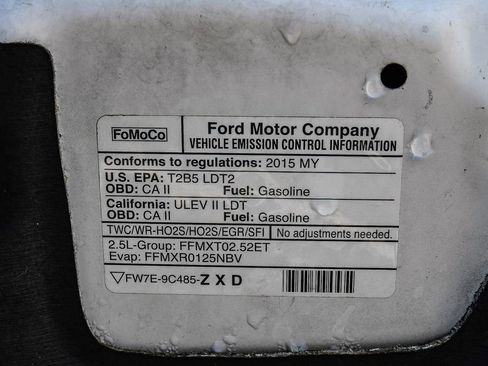 FoMoCo
Ford Motor Company
VEHICLE EMISSION CONTROL INFORMATION
Conforms to regulations: 2015 MY
U.S. EPA: T2B5 LDT2
OBD: CA II Fuel: Gasoline
California: ULEV II LDT
OBD: CA II Fuel: Gasoline
TWC/WR-HO2S/HO2S/EGR/SFI No adjustments needed.
2.5L-Group: FFMXT02.52ET
Evap: FFMXR0125NBV
▽FW7E-9C485-Z X D